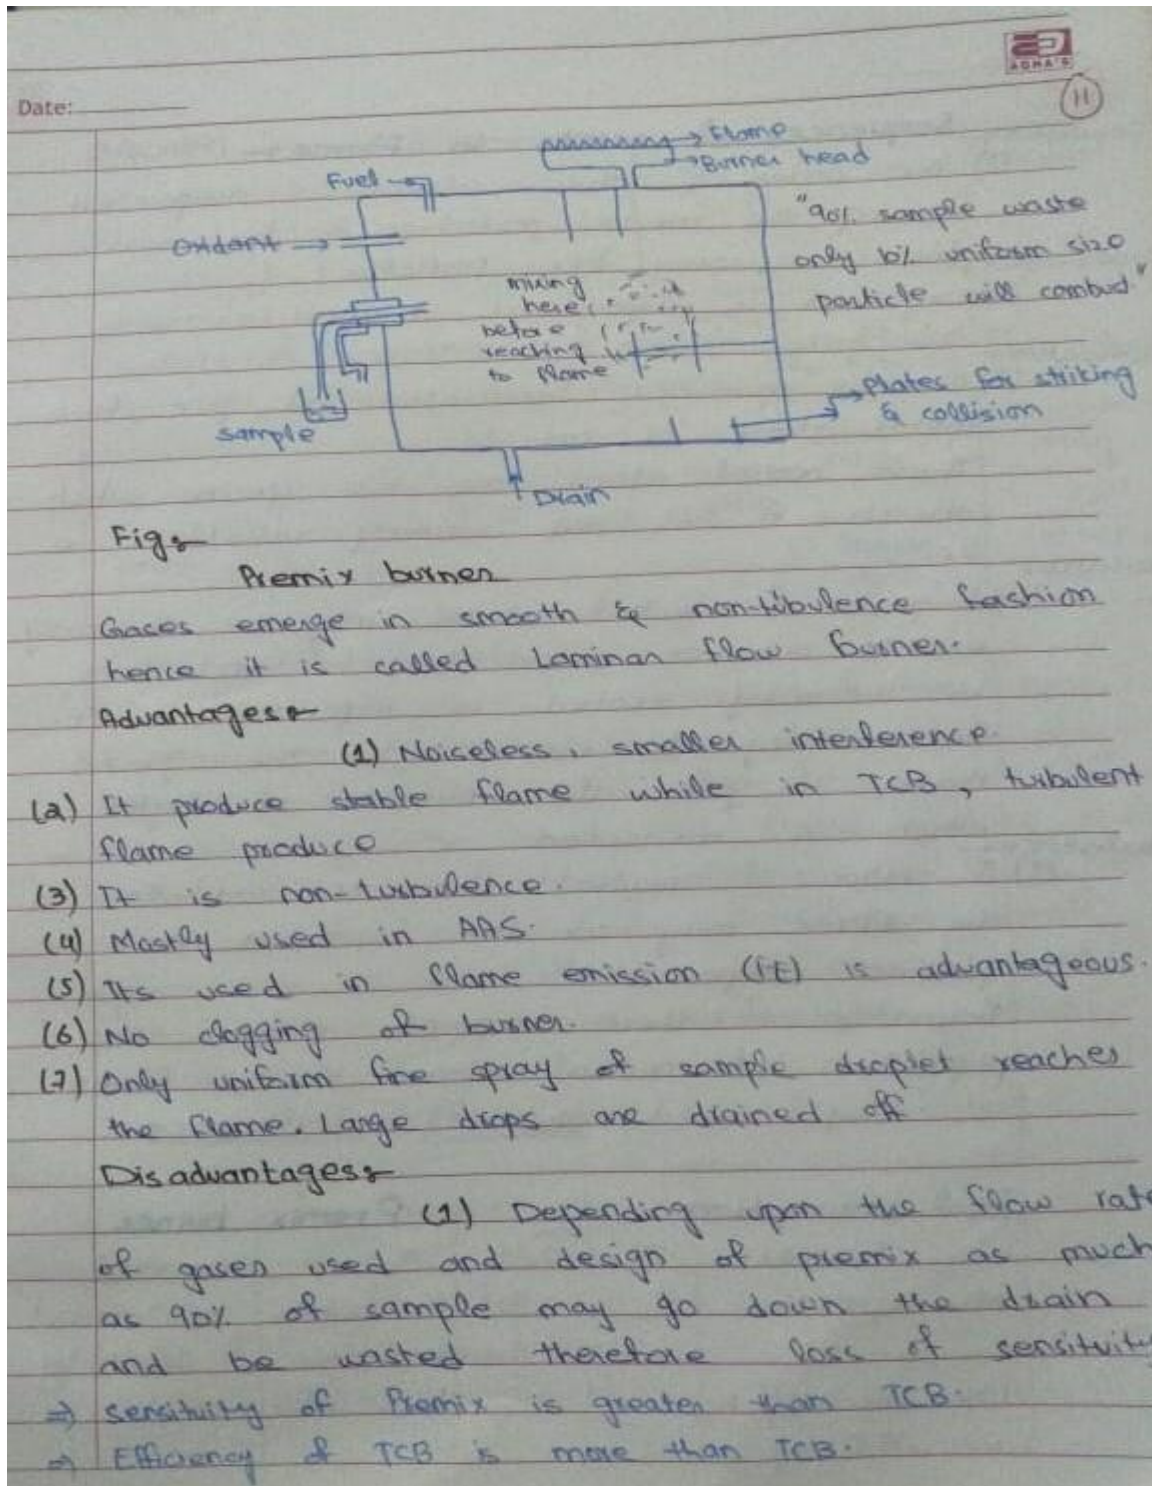 ADHA'S
Date:
11
Flame
Burner head
Fuel
Oxidant
"90% sample waste
only 10% uniform size
particle will combud"
mixing
here
before
reaching
to flame
Plates for striking
& collision
Sample
Drain
Fig:-
Premix burner
Gases emerge in smooth & non-tubulence fashion
hence it is called Laminar flow burner.
Advantages:-
(1) Noiseless, smaller interference.
(2) It produce stable flame while in TCB, turbulent
flame produce
(3) It is non-turbulence.
(4) Mostly used in AAS.
(5) Its used in flame emission (FE) is advantageous.
(6) No clogging of burner.
(7) Only uniform fine spray of sample droplet reaches
the flame. Large drops are drained off
Disadvantages:-
(1) Depending upon the flow rate
of gases used and design of premix as much
as 90% of sample may go down the drain
and be wasted therefore loss of sensitivity
⇒ sensitivity of Premix is greater than TCB.
⇒ Efficiency of TCB is more than TCB.